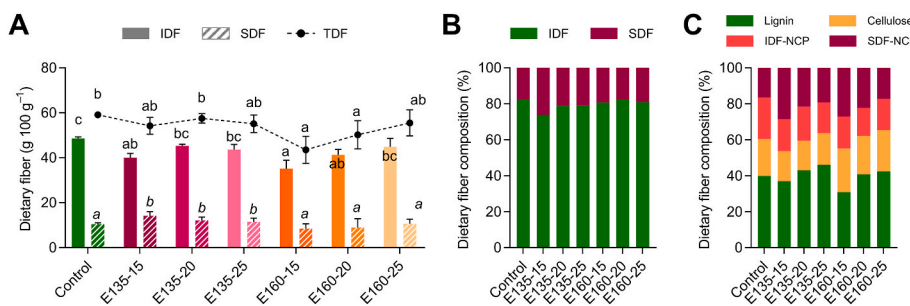 A
IDF SDF TDF
Dietary fiber (g 100 g⁻¹)
80
60
40
20
0
c b
a
ab
ab
b
b
bc
b
ab
bc
b
a
a
a
a
ab
a
ab
bc
a
Control
E135-15
E135-20
E135-25
E160-15
E160-20
E160-25
B
IDF SDF
Dietary fiber composition (%)
100
80
60
40
20
0
Control
E135-15
E135-20
E135-25
E160-15
E160-20
E160-25
C
Lignin Cellulose
IDF-NCP SDF-NC
Dietary fiber composition (%)
100
80
60
40
20
0
Control
E135-15
E135-20
E135-25
E160-15
E160-20
E160-25